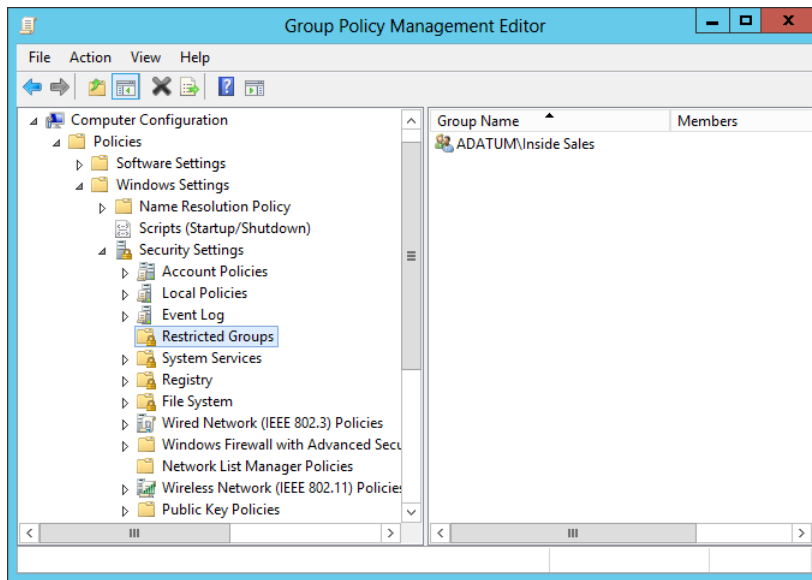 Group Policy Management Editor
File Action View Help
Computer Configuration
Policies
Software Settings
Windows Settings
Name Resolution Policy
Scripts (Startup/Shutdown)
Security Settings
Account Policies
Local Policies
Event Log
Restricted Groups
System Services
Registry
File System
Wired Network (IEEE 802.3) Policies
Windows Firewall with Advanced Secu
Network List Manager Policies
Wireless Network (IEEE 802.11) Policies
Public Key Policies
Group Name Members
ADATUM\Inside Sales